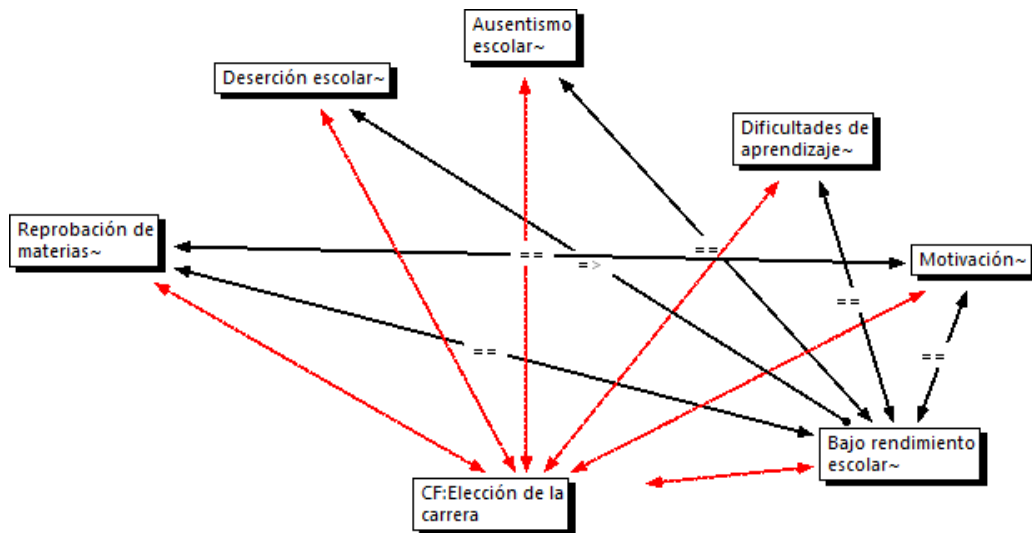 Ausentismo
escolar~
Deserción escolar~
Dificultades de
aprendizaje~
Reprobación de
materias~
==
==
=>
Motivación~
==
==
==
Bajo rendimiento
escolar~
CF:Elección de la
carrera